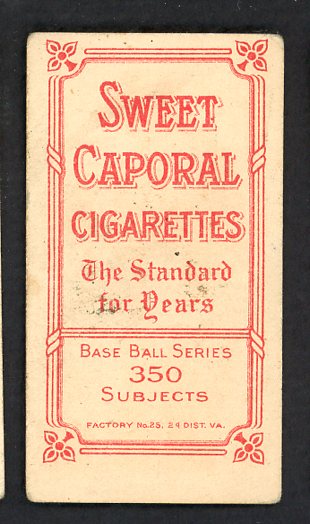 SWEET
CAPORAL
CIGARETTES
The Standard
for Years
BASE BALL SERIES
350
SUBJECTS
FACTORY No. 25, 2d DIST. VA.